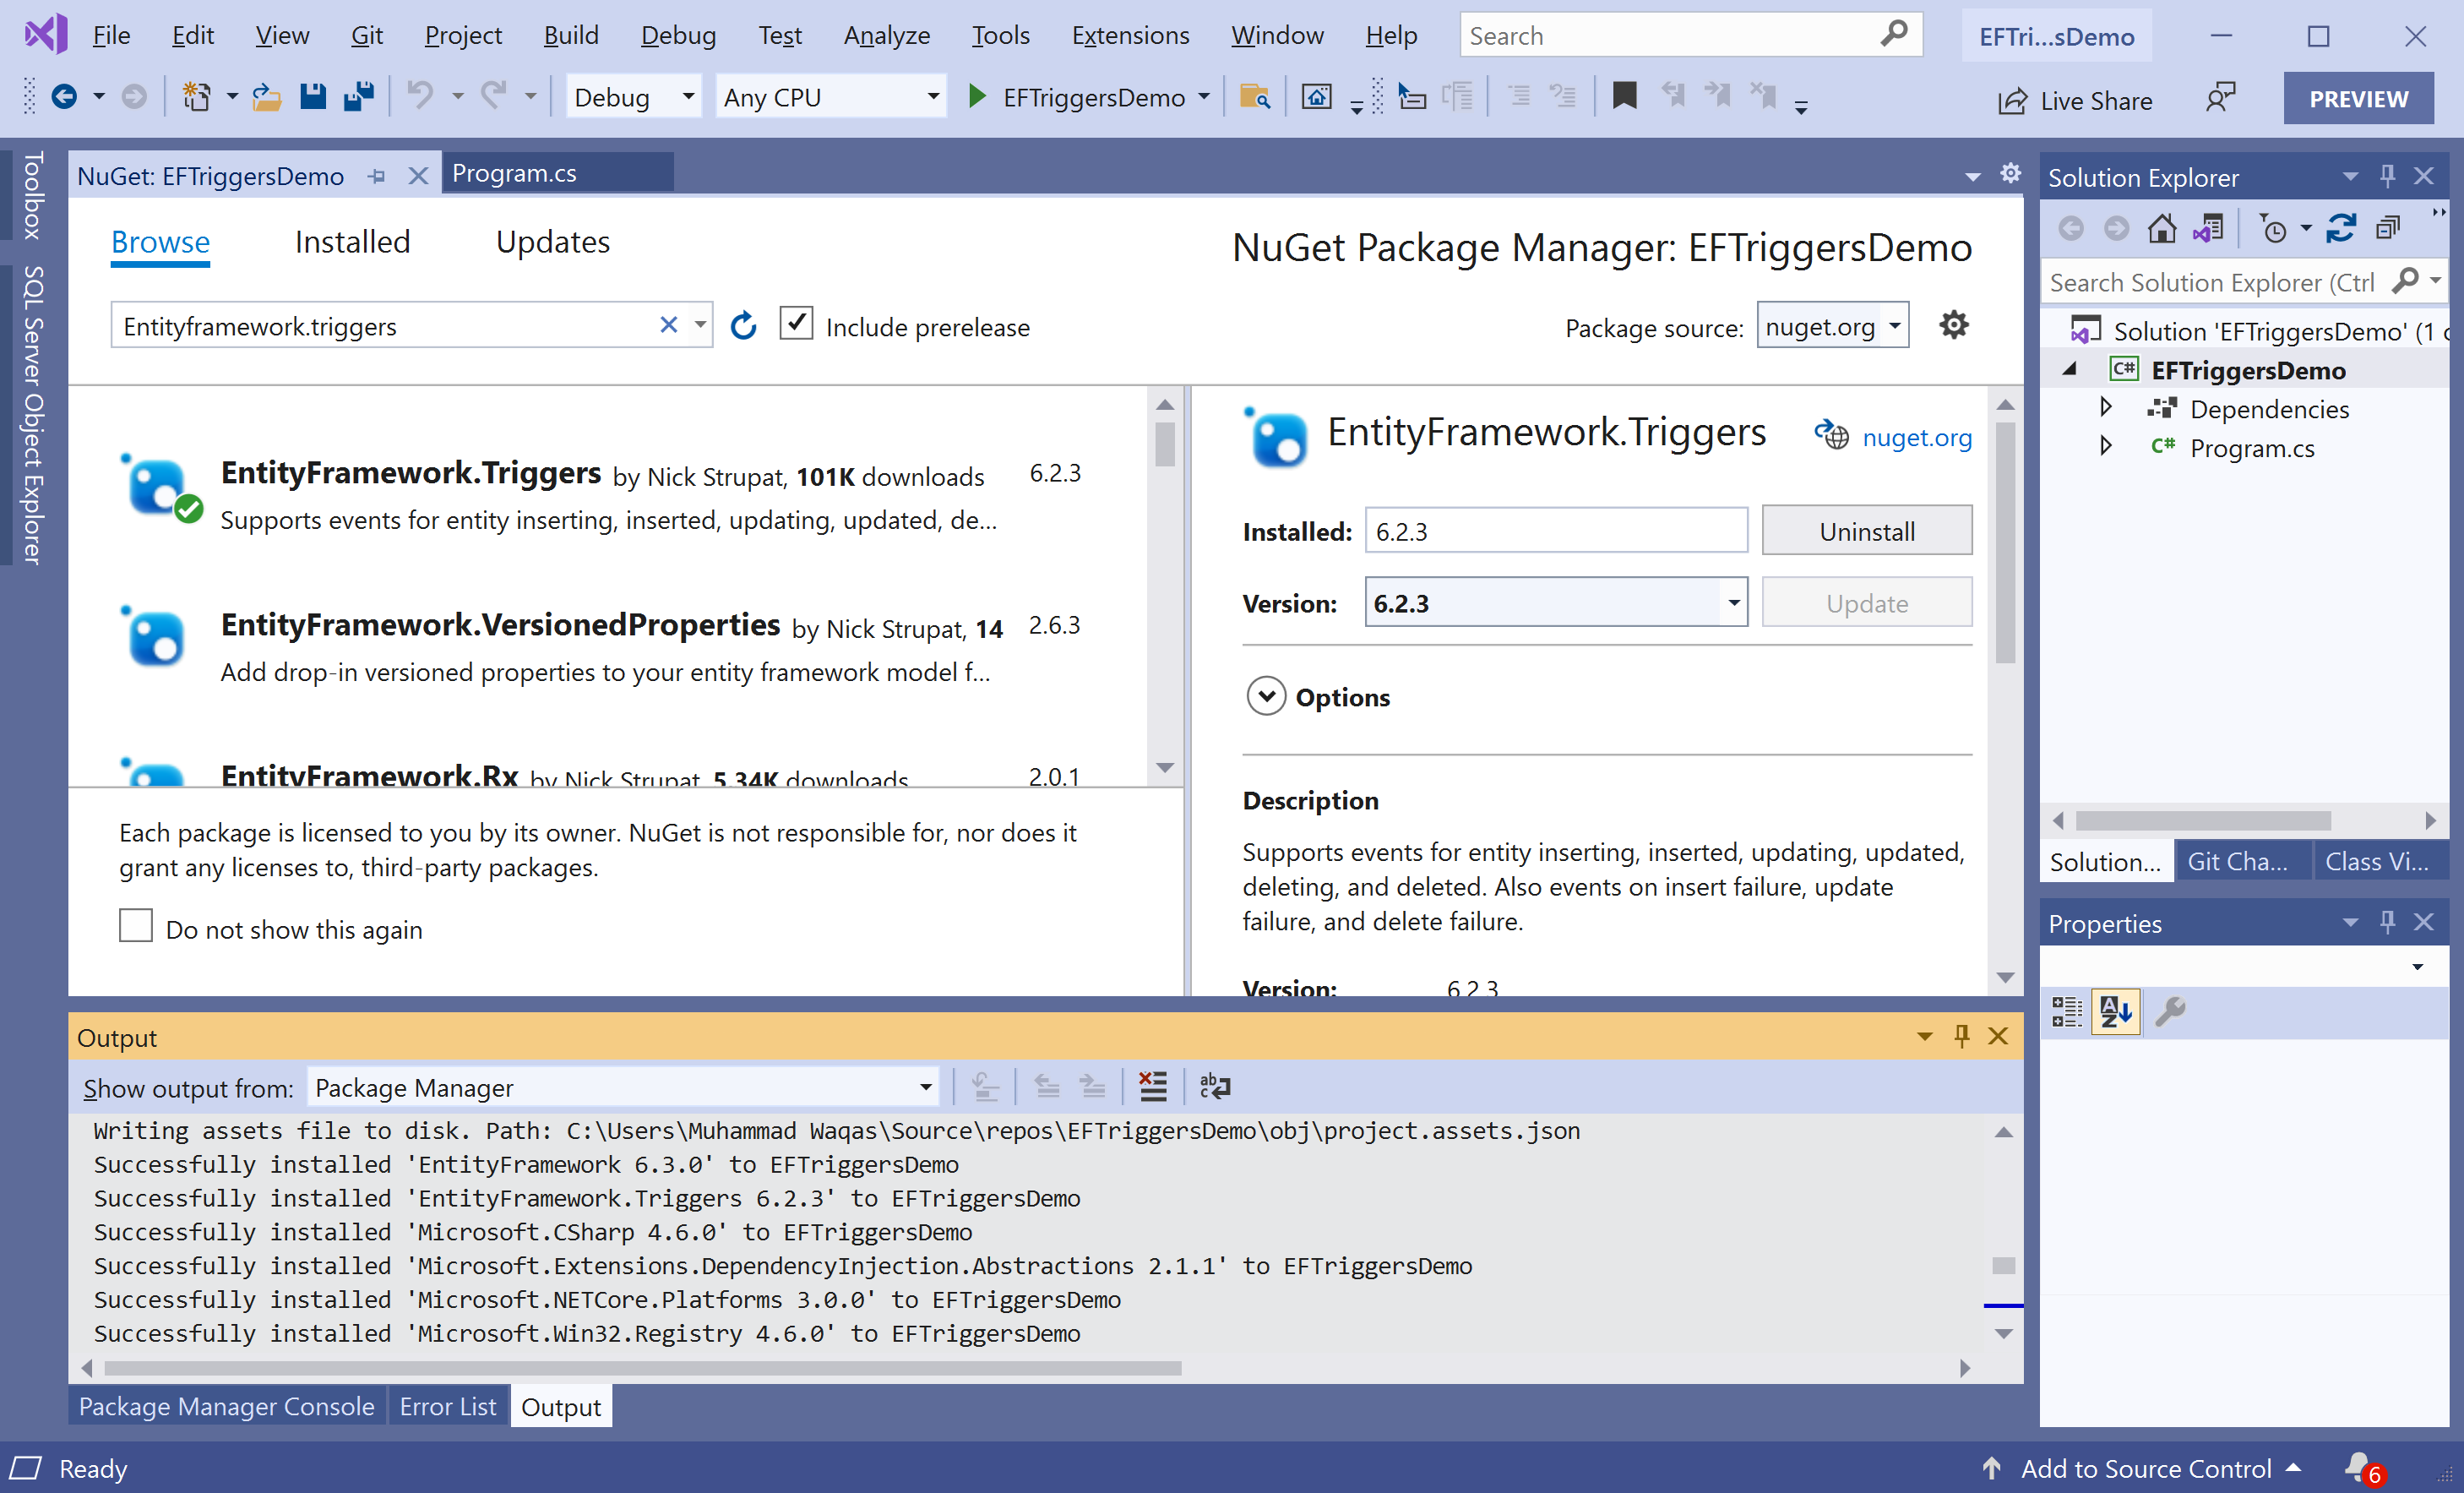 File Edit View Git Project Build Debug Test Analyze Tools Extensions Window Help Search EFTri...sDemo
Debug Any CPU EFTriggersDemo Live Share PREVIEW
Toolbox
SQL Server Object Explorer
NuGet: EFTriggersDemo Program.cs
Browse Installed Updates
NuGet Package Manager: EFTriggersDemo
Entityframework.triggers Include prerelease
Package source: nuget.org
EntityFramework.Triggers by Nick Strupat, 101K downloads 6.2.3
Supports events for entity inserting, inserted, updating, updated, de...
EntityFramework.VersionedProperties by Nick Strupat, 14 2.6.3
Add drop-in versioned properties to your entity framework model f...
EntityFramework.Rx by Nick Strupat, 5.34K downloads 2.0.1
Each package is licensed to you by its owner. NuGet is not responsible for, nor does it
grant any licenses to, third-party packages.
Do not show this again
EntityFramework.Triggers nuget.org
Installed: 6.2.3 Uninstall
Version: 6.2.3 Update
Options
Description
Supports events for entity inserting, inserted, updating, updated,
deleting, and deleted. Also events on insert failure, update
failure, and delete failure.
Version: 6.2.3
Output
Show output from: Package Manager
Writing assets file to disk. Path: C:\Users\Muhammad Waqas\Source\repos\EFTriggersDemo\obj\project.assets.json
Successfully installed 'EntityFramework 6.3.0' to EFTriggersDemo
Successfully installed 'EntityFramework.Triggers 6.2.3' to EFTriggersDemo
Successfully installed 'Microsoft.CSharp 4.6.0' to EFTriggersDemo
Successfully installed 'Microsoft.Extensions.DependencyInjection.Abstractions 2.1.1' to EFTriggersDemo
Successfully installed 'Microsoft.NETCore.Platforms 3.0.0' to EFTriggersDemo
Successfully installed 'Microsoft.Win32.Registry 4.6.0' to EFTriggersDemo
Package Manager Console Error List Output
Solution Explorer
Search Solution Explorer (Ctrl
Solution 'EFTriggersDemo' (1 o
C# EFTriggersDemo
Dependencies
C# Program.cs
Solution... Git Cha... Class Vi...
Properties
Ready Add to Source Control 6